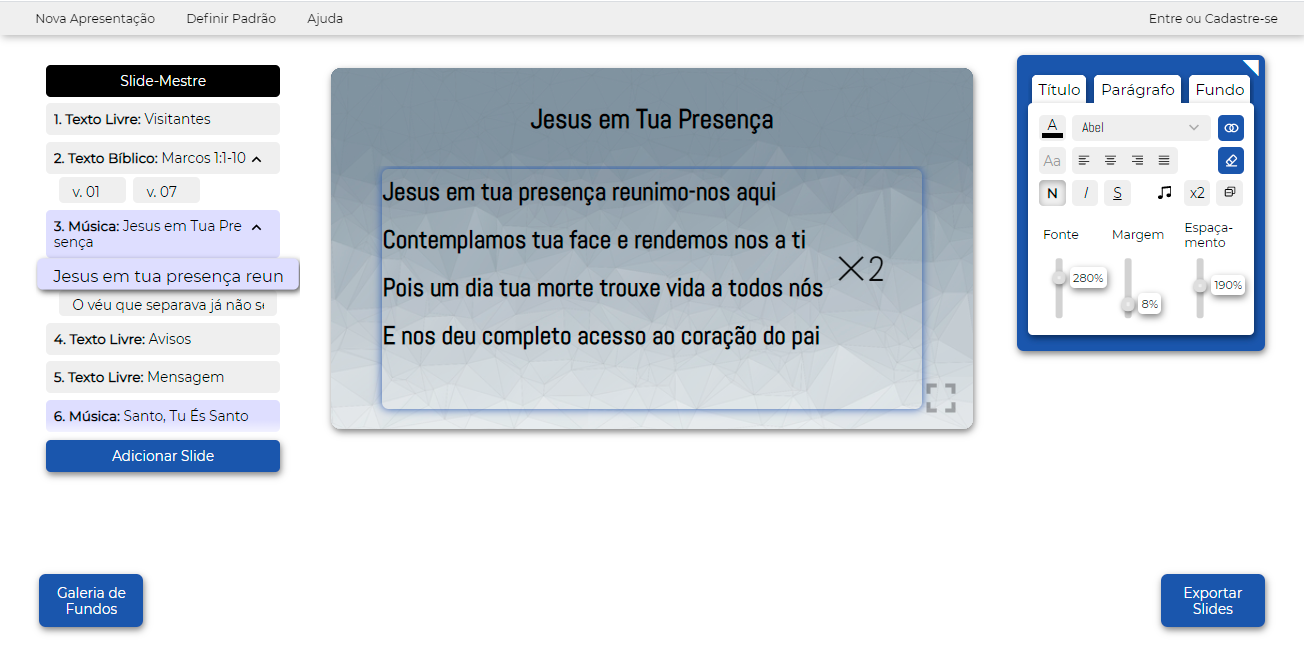 Nova Apresentação Definir Padrão Ajuda Entre ou Cadastre-se
Slide-Mestre
1. Texto Livre: Visitantes
2. Texto Bíblico: Marcos 1:1-10
v. 01 v. 07
3. Música: Jesus em Tua Pre
sença
Jesus em tua presença reun
O véu que separava já não se
4. Texto Livre: Avisos
5. Texto Livre: Mensagem
6. Música: Santo, Tu És Santo
Adicionar Slide
Galeria de
Fundos
Jesus em Tua Presença
Jesus em tua presença reunimo-nos aqui
Contemplamos tua face e rendemos nos a ti
Pois um dia tua morte trouxe vida a todos nós
E nos deu completo acesso ao coração do pai
×2
Título Parágrafo Fundo
A Abel
Aa
N I S x2
Fonte Margem Espaça-
mento
280% 8% 190%
Exportar
Slides